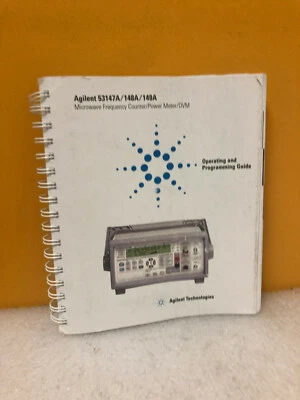 Agilent 53147A/148A/149A
Microwave Frequency Counter/Power Meter/DVM
Operating and
Programming Guide
Agilent Technologies